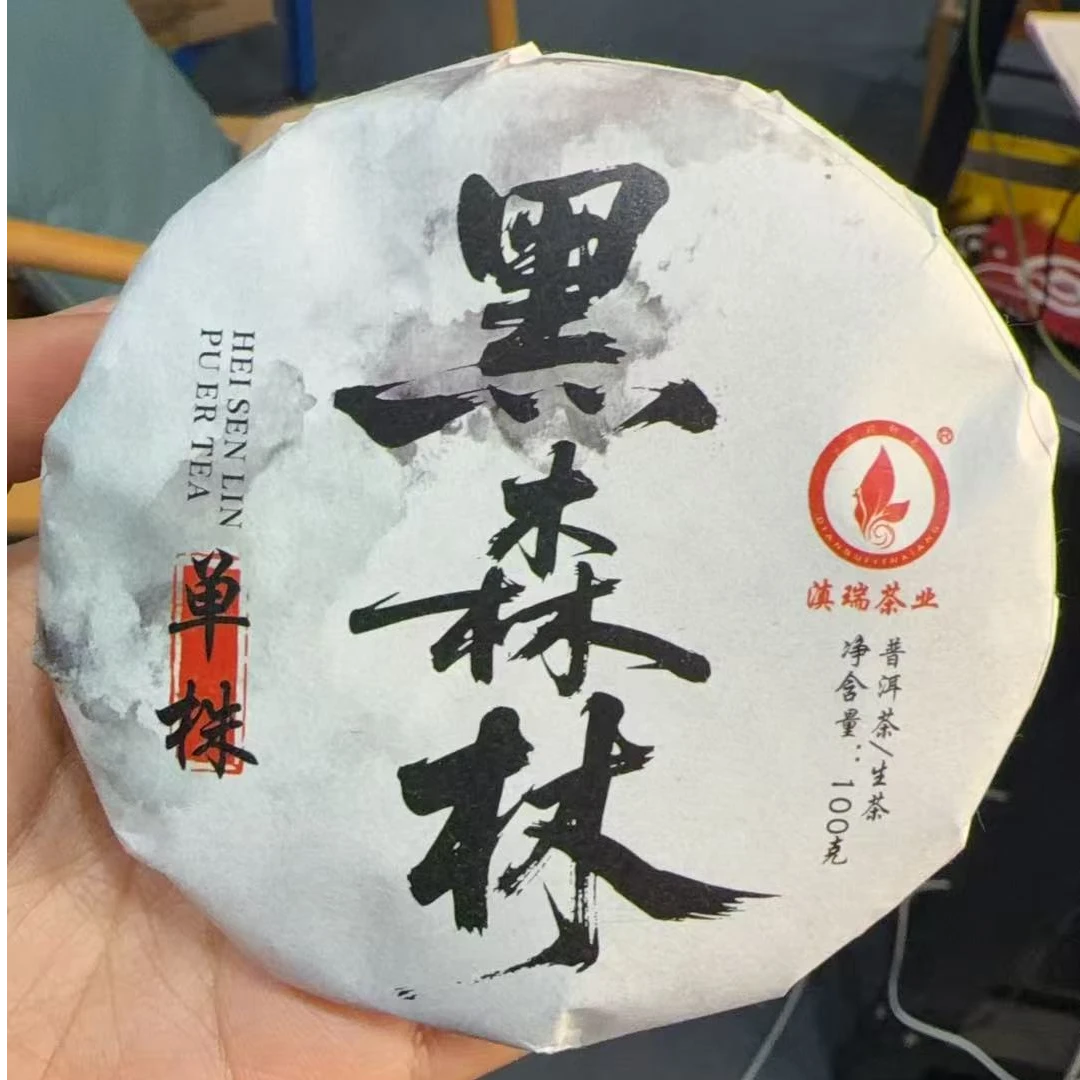 黑森林
HEI SEN LIN
PU ER TEA
单株
DIANRUI
滇瑞茶业
普洱茶/生茶
净含量：100克